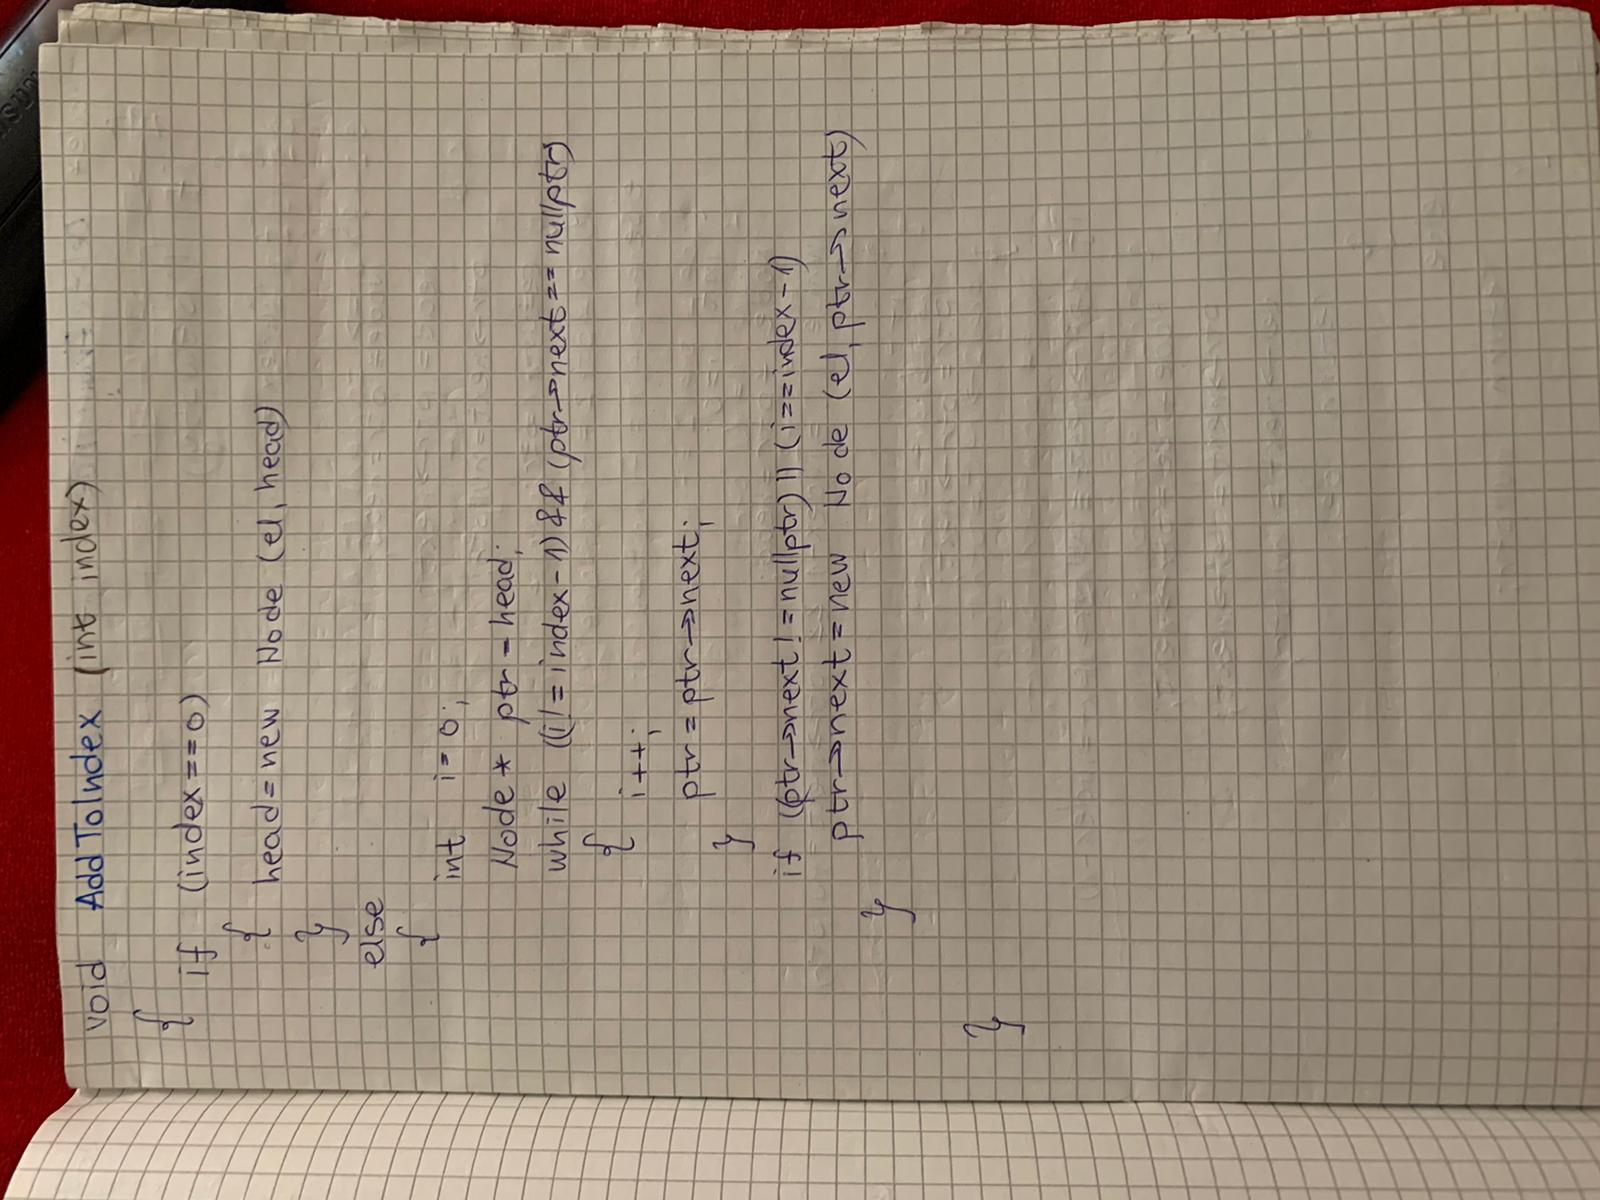 void AddToIndex (int index)
{
if (index==0)
{ head=new Node (el, head)
}
else
{
int i=0;
Node* ptr=head;
while ((i!=index-1)&&(ptr->next==nullptr)
{
i++;
ptr=ptr->next;
}
if ((ptr->next!=nullptr)||(i==index-1)
ptr->next=new Node (el, ptr->next)
}
}